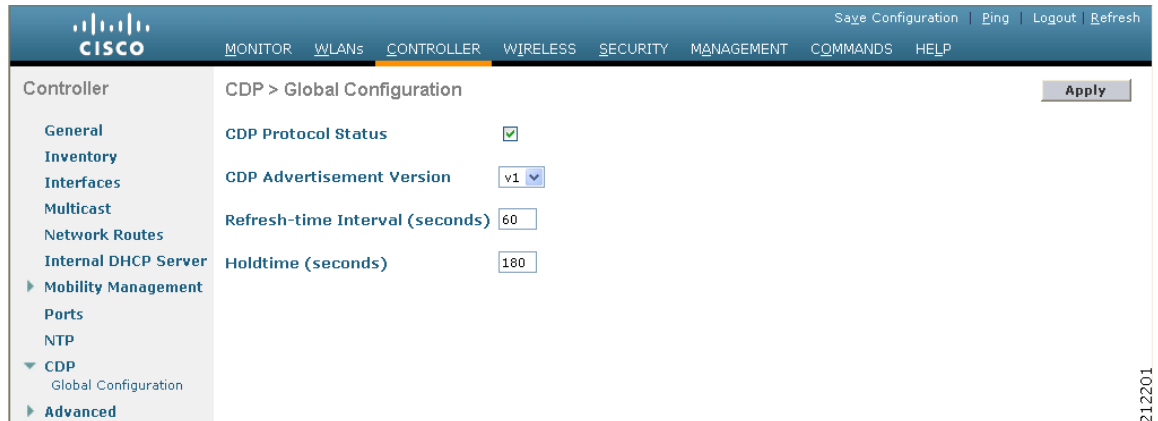 Save Configuration | Ping | Logout | Refresh
CISCO
MONITOR WLANs CONTROLLER WIRELESS SECURITY MANAGEMENT COMMANDS HELP
Controller
General
Inventory
Interfaces
Multicast
Network Routes
Internal DHCP Server
Mobility Management
Ports
NTP
CDP
Global Configuration
Advanced
CDP > Global Configuration
Apply
CDP Protocol Status
CDP Advertisement Version v1
Refresh-time Interval (seconds) 60
Holdtime (seconds) 180
212201